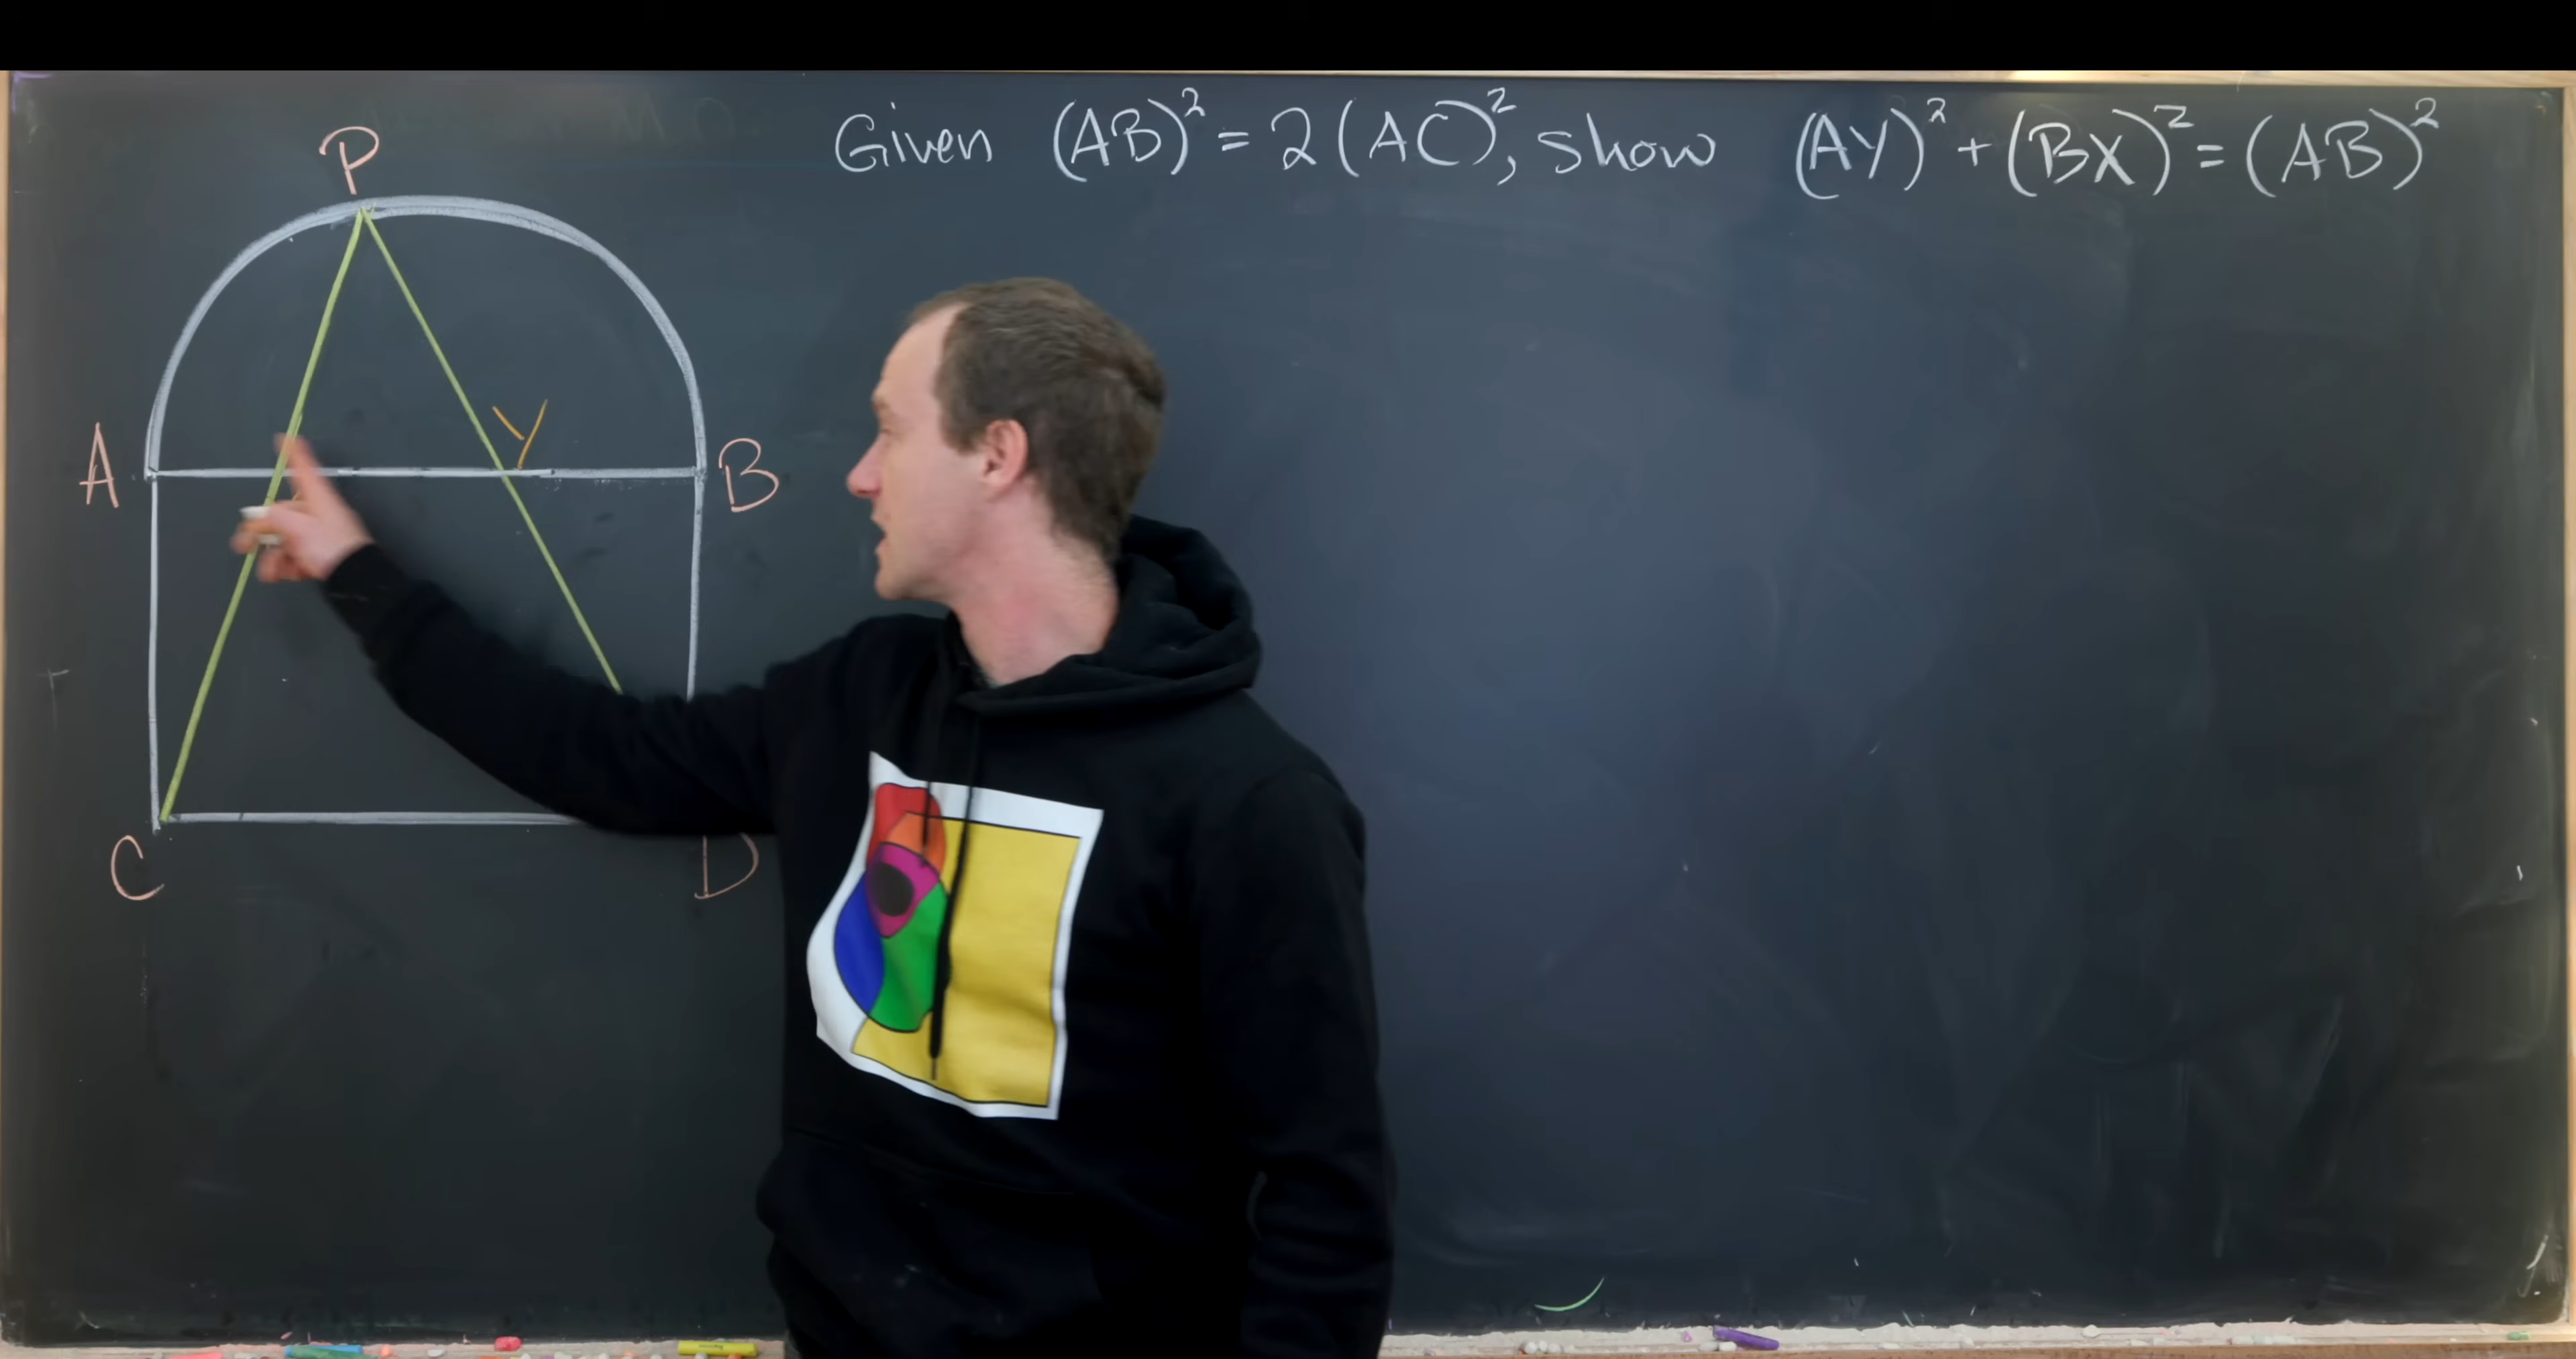 Given (AB)² = 2(AC)², show (AY)² + (BX)² = (AB)²
P
Y
A
B
C
D